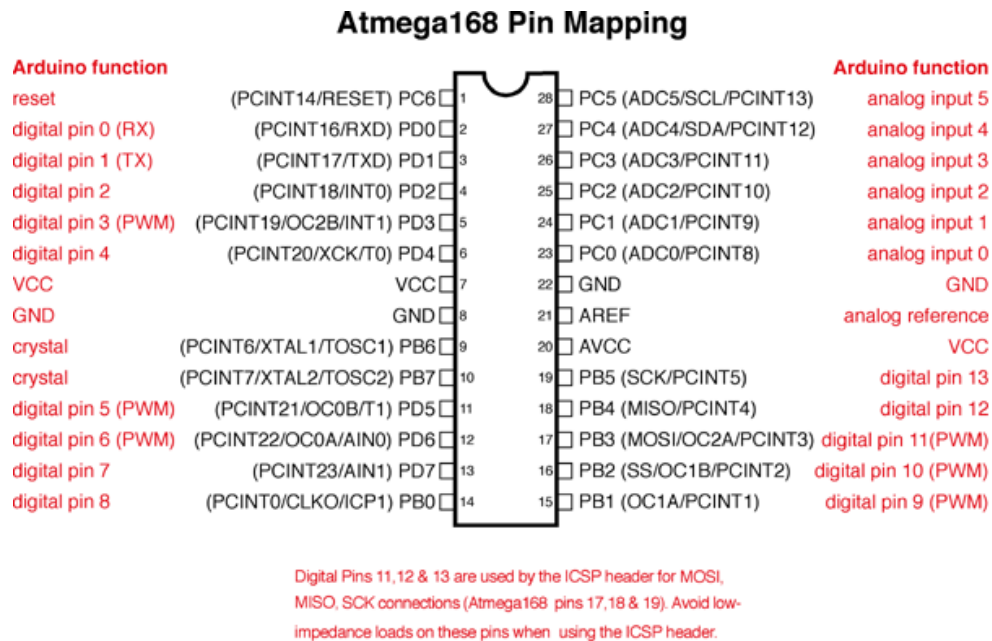 Atmega168 Pin Mapping
Arduino function Arduino function
reset (PCINT14/RESET) PC6 1 28 PC5 (ADC5/SCL/PCINT13) analog input 5
digital pin 0 (RX) (PCINT16/RXD) PD0 2 27 PC4 (ADC4/SDA/PCINT12) analog input 4
digital pin 1 (TX) (PCINT17/TXD) PD1 3 26 PC3 (ADC3/PCINT11) analog input 3
digital pin 2 (PCINT18/INT0) PD2 4 25 PC2 (ADC2/PCINT10) analog input 2
digital pin 3 (PWM) (PCINT19/OC2B/INT1) PD3 5 24 PC1 (ADC1/PCINT9) analog input 1
digital pin 4 (PCINT20/XCK/T0) PD4 6 23 PC0 (ADC0/PCINT8) analog input 0
VCC VCC 7 22 GND GND
GND GND 8 21 AREF analog reference
crystal (PCINT6/XTAL1/TOSC1) PB6 9 20 AVCC VCC
crystal (PCINT7/XTAL2/TOSC2) PB7 10 19 PB5 (SCK/PCINT5) digital pin 13
digital pin 5 (PWM) (PCINT21/OC0B/T1) PD5 11 18 PB4 (MISO/PCINT4) digital pin 12
digital pin 6 (PWM) (PCINT22/OC0A/AIN0) PD6 12 17 PB3 (MOSI/OC2A/PCINT3) digital pin 11(PWM)
digital pin 7 (PCINT23/AIN1) PD7 13 16 PB2 (SS/OC1B/PCINT2) digital pin 10 (PWM)
digital pin 8 (PCINT0/CLKO/ICP1) PB0 14 15 PB1 (OC1A/PCINT1) digital pin 9 (PWM)
Digital Pins 11,12 & 13 are used by the ICSP header for MOSI,
MISO, SCK connections (Atmega168 pins 17,18 & 19). Avoid low-
impedance loads on these pins when using the ICSP header.